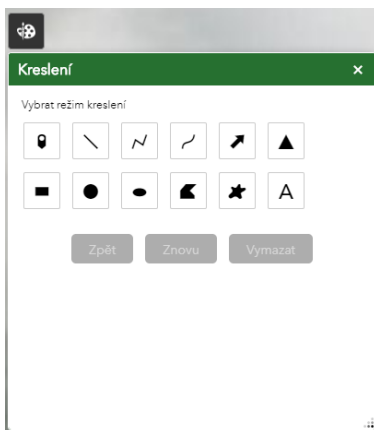 Kreslení ×
Vybrat režim kreslení
A
Zpět Znovu Vymazat